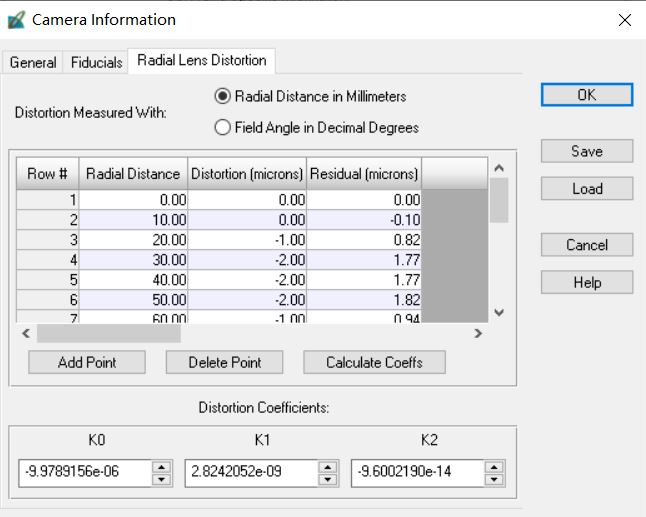 Camera Information
General Fiducials Radial Lens Distortion
Distortion Measured With:
Radial Distance in Millimeters
Field Angle in Decimal Degrees
OK
Save
Load
Cancel
Help
Row # Radial Distance Distortion (microns) Residual (microns)
1 0.00 0.00 0.00
2 10.00 0.00 -0.10
3 20.00 -1.00 0.82
4 30.00 -2.00 1.77
5 40.00 -2.00 1.77
6 50.00 -2.00 1.82
7 60.00 -1.00 0.94
Add Point Delete Point Calculate Coeffs
Distortion Coefficients:
K0 K1 K2
-9.9789156e-06 2.8242052e-09 -9.6002190e-14